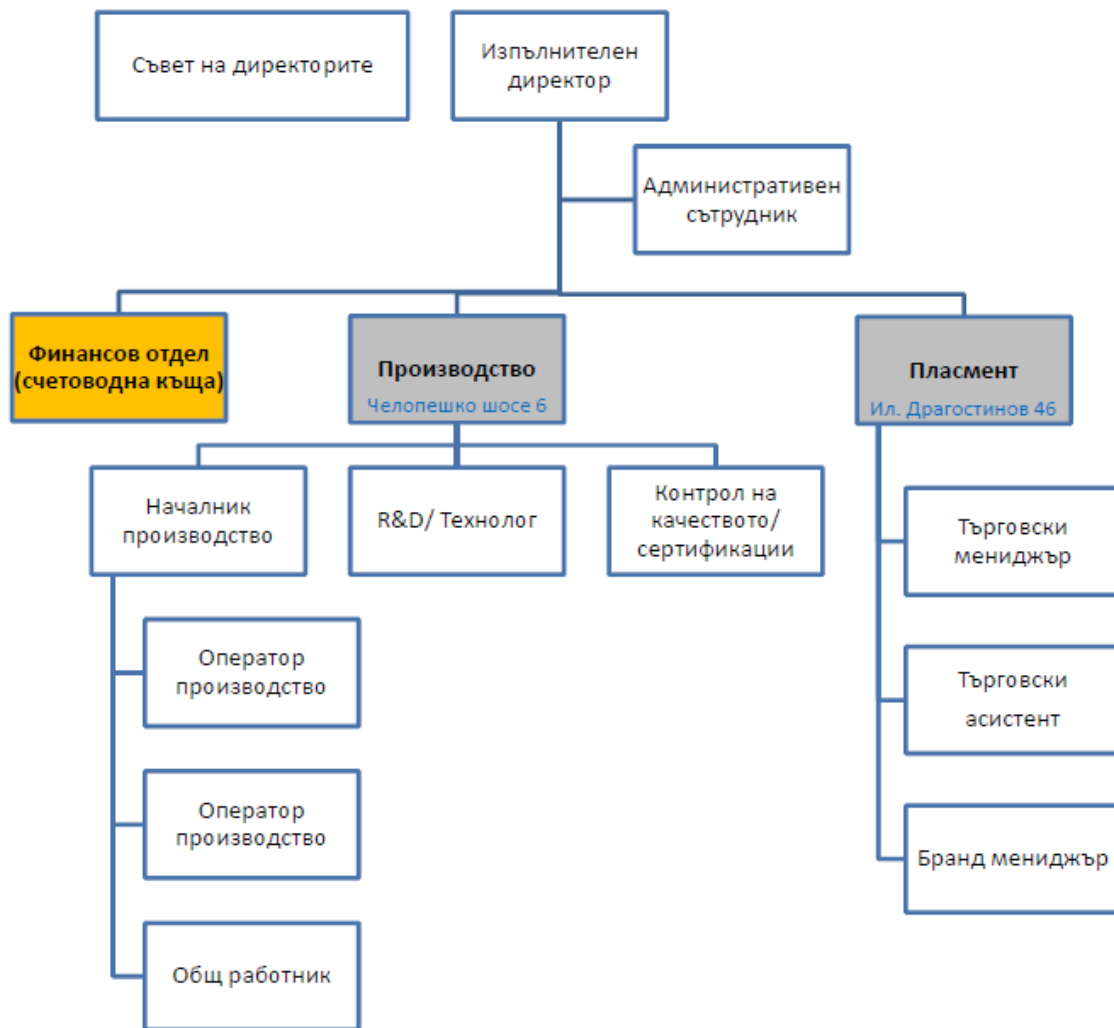 Съвет на директорите
Изпълнителен
директор
Административен
сътрудник
Финансов отдел
(счетоводна къща)
Производство
Челопешко шосе 6
Пласмент
Ил. Драгостинов 46
Началник
производство
R&D/ Технолог
Контрол на
качеството/
сертификации
Търговски
мениджър
Оператор
производство
Търговски
асистент
Оператор
производство
Бранд мениджър
Общ работник